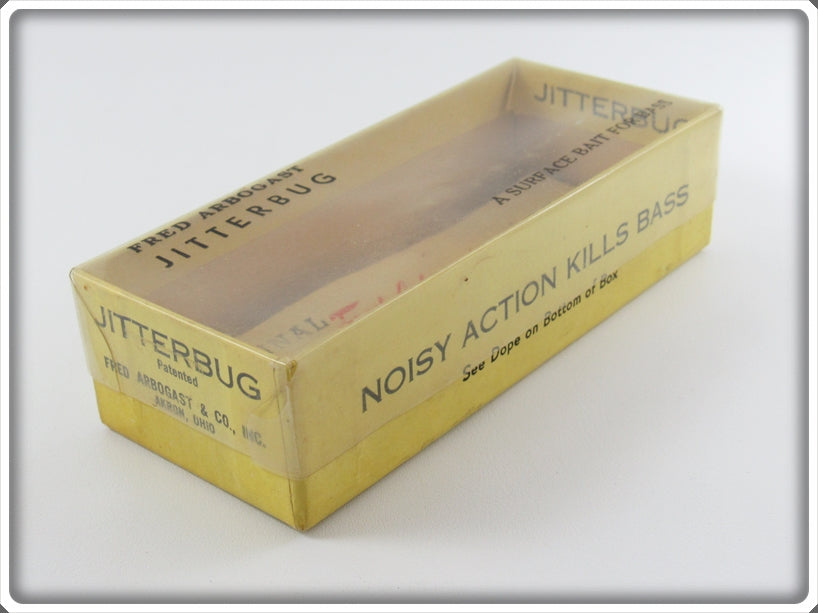 FRED ARBOGAST
JITTERBUG
A SURFACE BAIT FOR BASS
JITTERBUG
JITTERBUG
Patented
FRED ARBOGAST & CO., INC.
AKRON, OHIO
NOISY ACTION KILLS BASS
See Dope on Bottom of Box